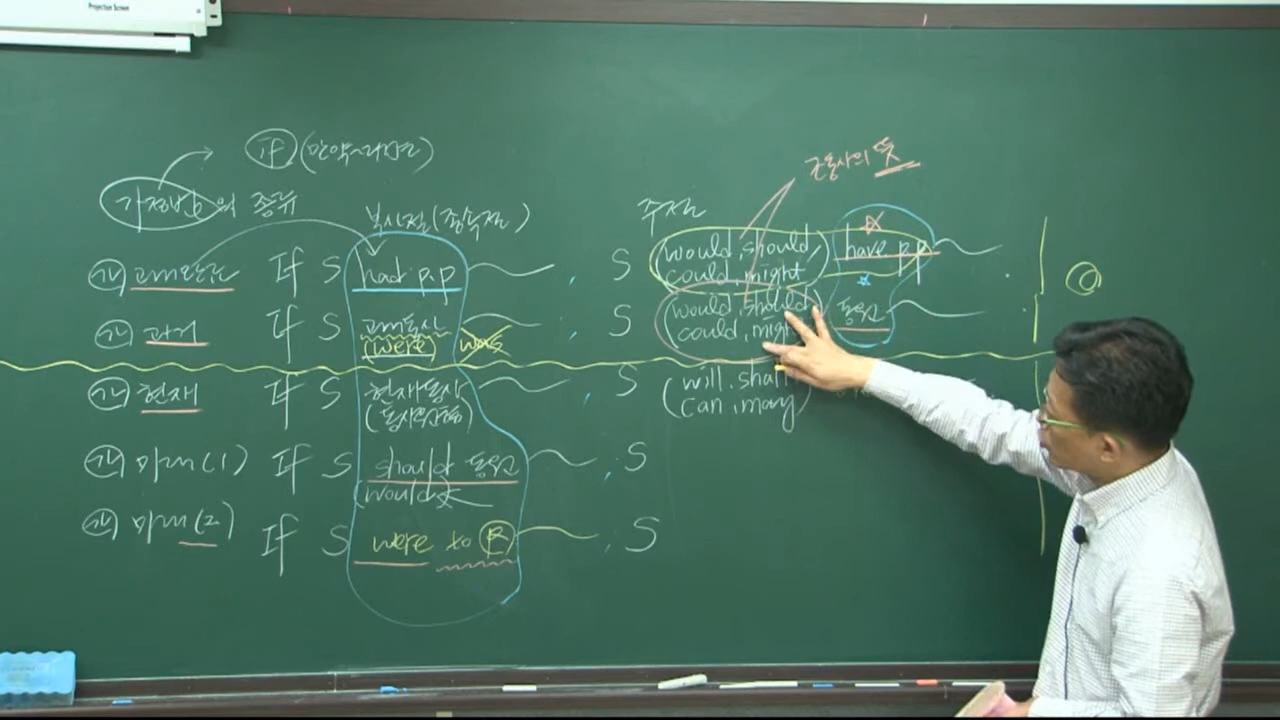 Projection Screen
if (만약~라면)
가정법의 종류
조동사의 뜻
부사절(종속절) 주절
㉮ 과거완료 If S had p.p , S (would, should, could, might) have p.p
㉮ 과거 If S 과거동사 (were) was , S (would, should, could, might) 동원
㉮ 현재 If S 현재동사 (동사원형) , S (will, shall can, may)
㉮ 미래(1) If S should 동원 (would) , S
㉮ 미래(2) If S were to Ⓡ , S